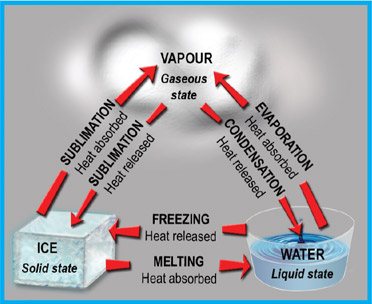 VAPOUR
Gaseous
state
SUBLIMATION
Heat absorbed
SUBLIMATION
Heat released
CONDENSATION
Heat released
EVAPORATION
Heat absorbed
FREEZING
Heat released
ICE
Solid state
WATER
Liquid state
MELTING
Heat absorbed